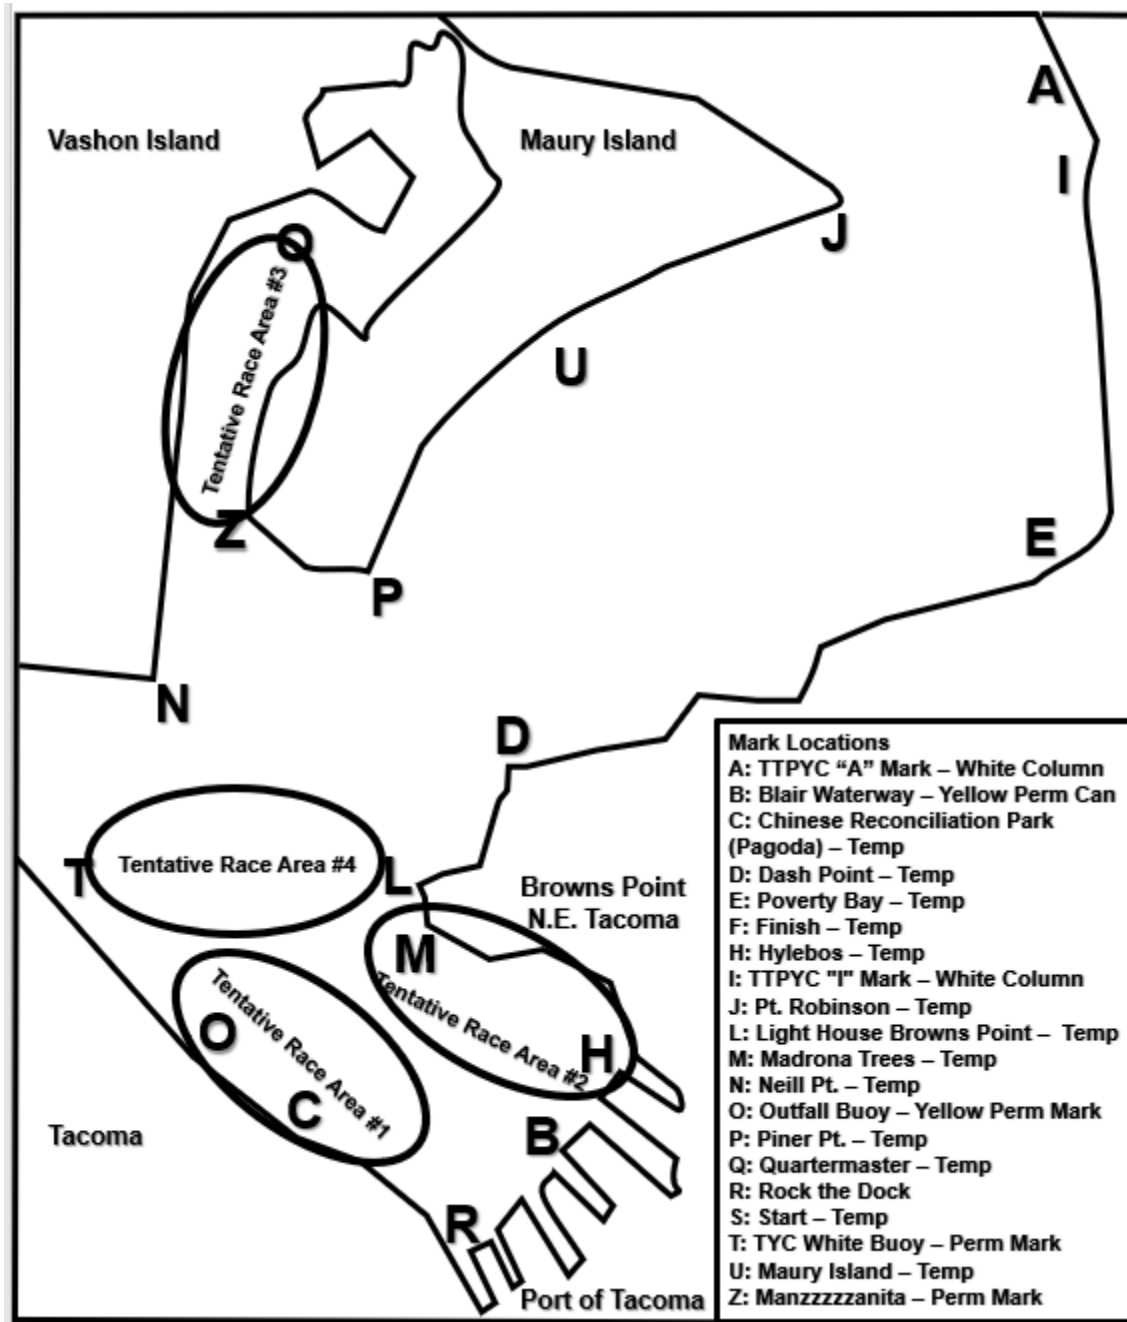 A
Vashon Island
Maury Island
I
J
Q
Tentative Race Area #3
U
Z
E
P
N
D
T
Tentative Race Area #4
L
Browns Point
N.E. Tacoma
M
Tentative Race Area #2
H
O
Tentative Race Area #1
C
B
Tacoma
R
Port of Tacoma
Mark Locations
A: TTPYC “A” Mark – White Column
B: Blair Waterway – Yellow Perm Can
C: Chinese Reconciliation Park
(Pagoda) – Temp
D: Dash Point – Temp
E: Poverty Bay – Temp
F: Finish – Temp
H: Hylebos – Temp
I: TTPYC "I" Mark – White Column
J: Pt. Robinson – Temp
L: Light House Browns Point – Temp
M: Madrona Trees – Temp
N: Neill Pt. – Temp
O: Outfall Buoy – Yellow Perm Mark
P: Piner Pt. – Temp
Q: Quartermaster – Temp
R: Rock the Dock
S: Start – Temp
T: TYC White Buoy – Perm Mark
U: Maury Island – Temp
Z: Manzzzzzanita – Perm Mark